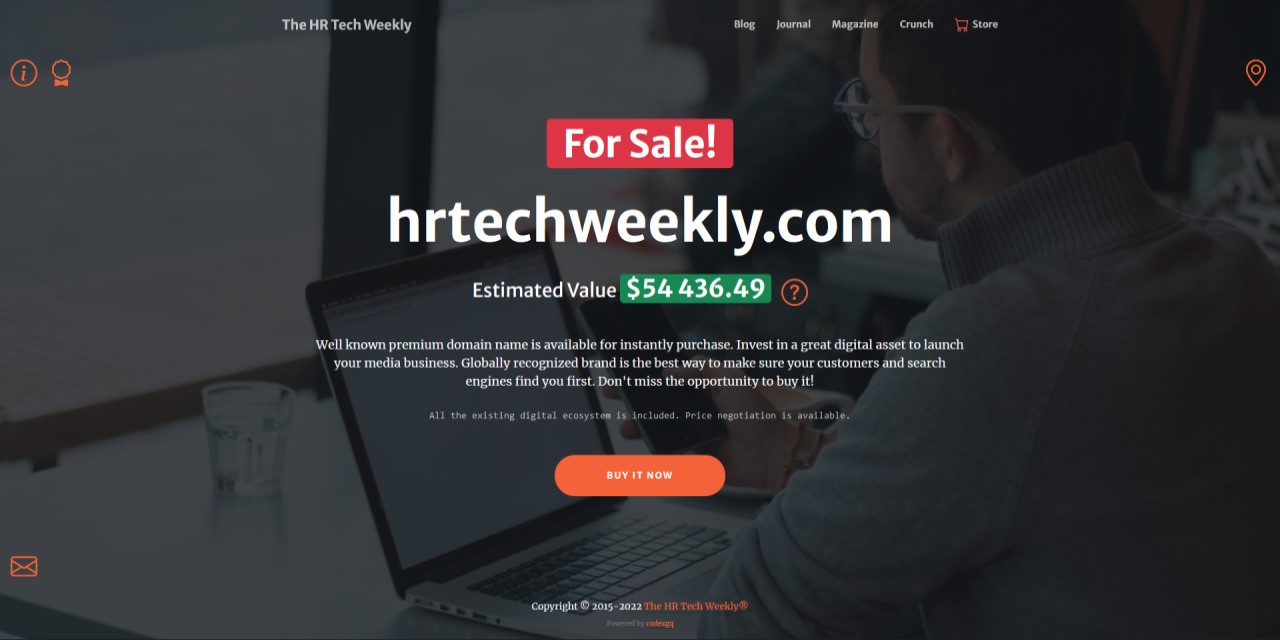 The HR Tech Weekly
Blog Journal Magazine Crunch Store
For Sale!
hrtechweekly.com
Estimated Value $54 436.49
Well known premium domain name is available for instantly purchase. Invest in a great digital asset to launch
your media business. Globally recognized brand is the best way to make sure your customers and search
engines find you first. Don't miss the opportunity to buy it!
All the existing digital ecosystem is included. Price negotiation is available.
BUY IT NOW
Copyright © 2015-2022 The HR Tech Weekly®
Powered by codexgq